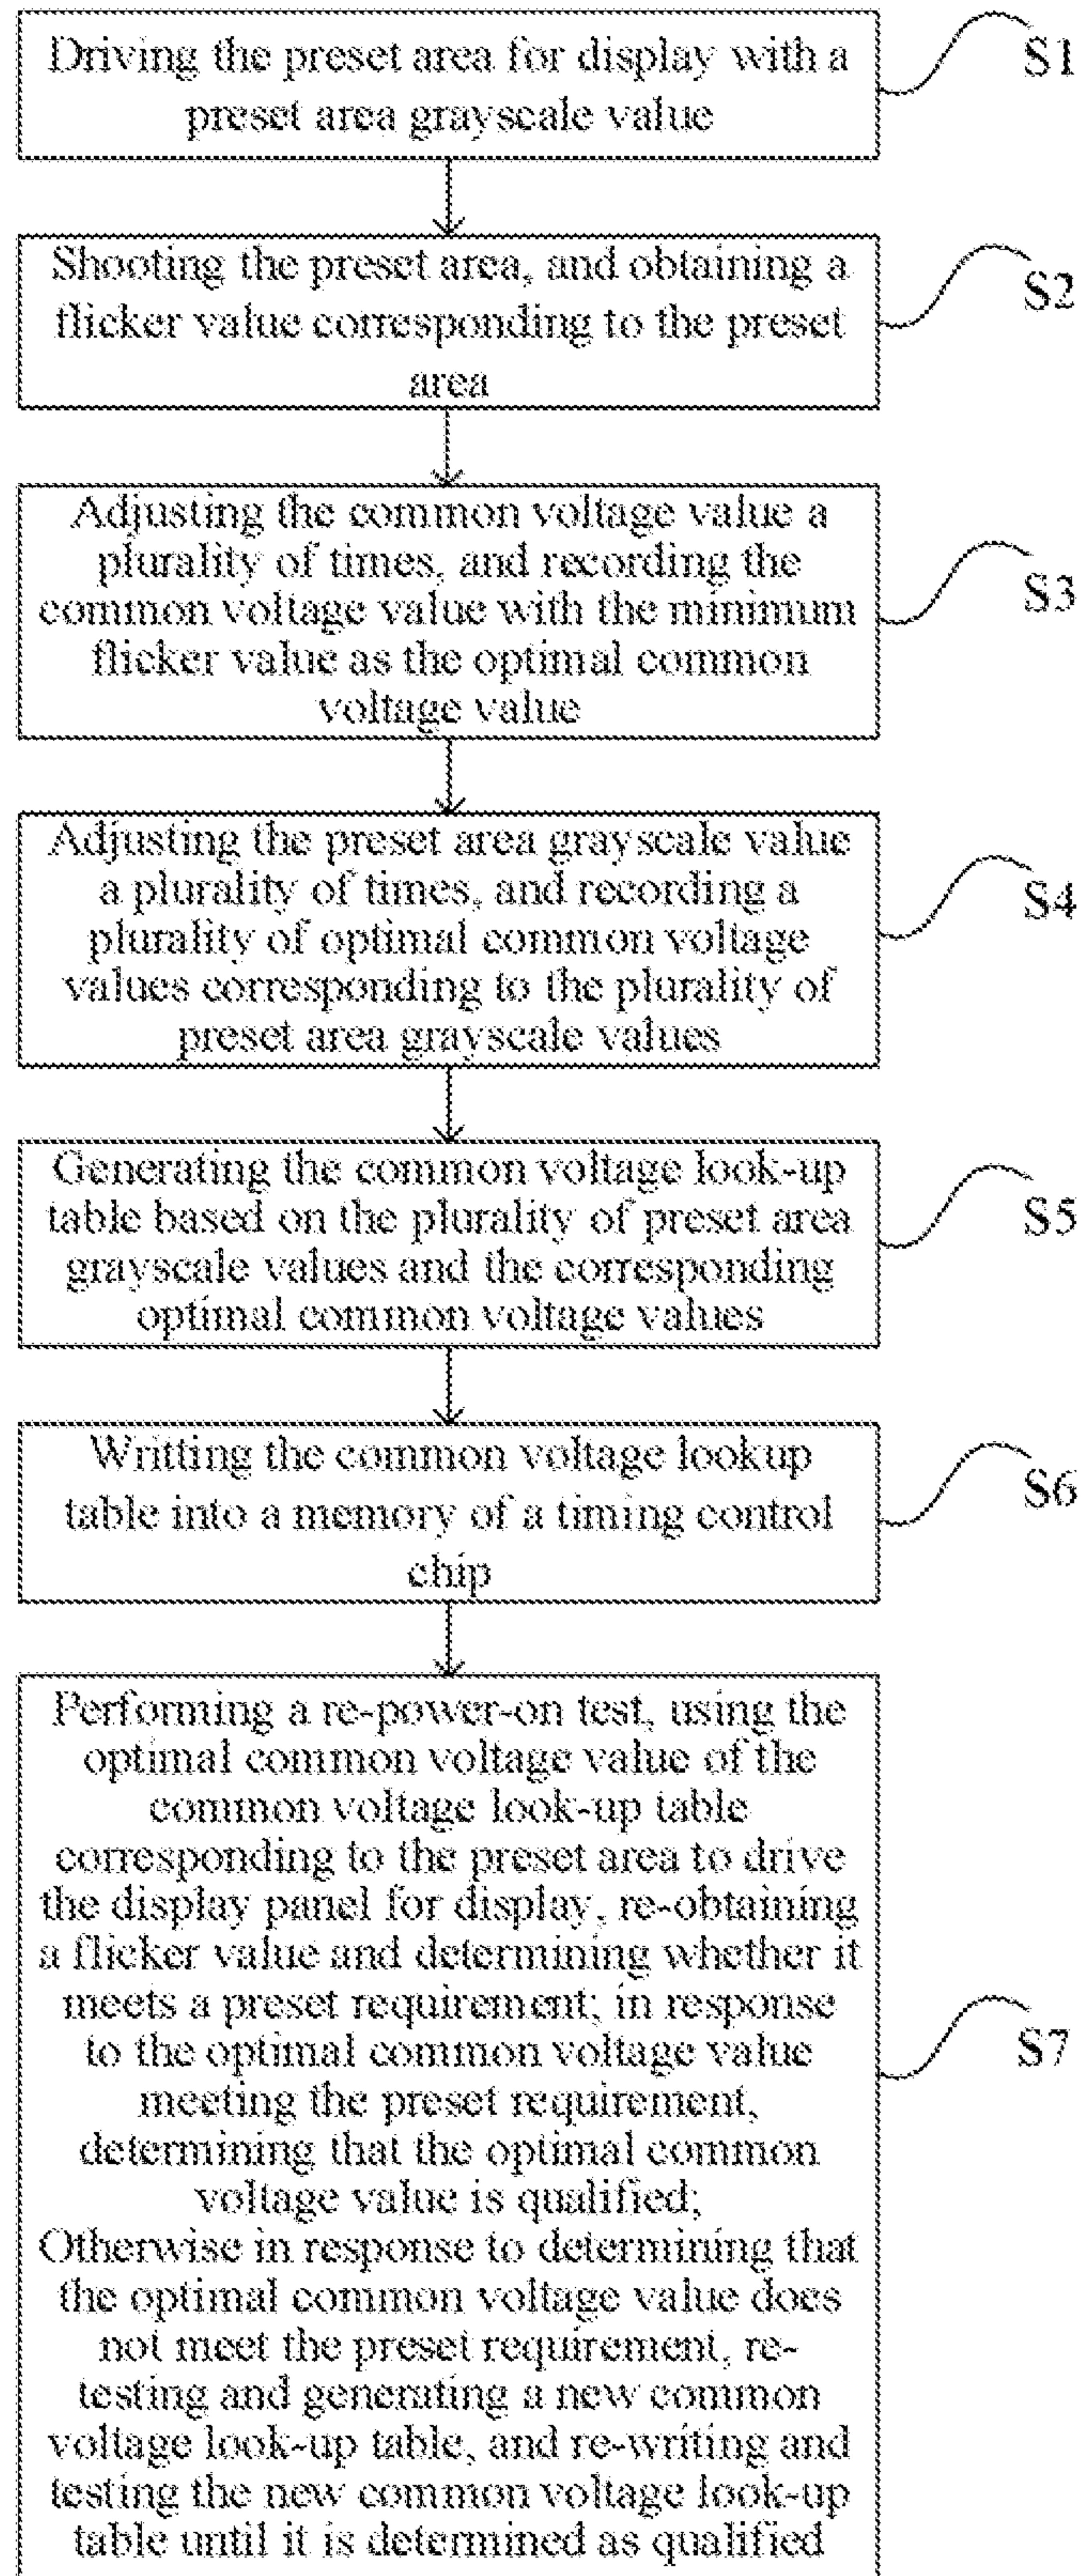 Driving the preset area for display with a
preset area grayscale value
S1
Shooting the preset area, and obtaining a
flicker value corresponding to the preset
area
S2
Adjusting the common voltage value a
plurality of times, and recording the
common voltage value with the minimum
flicker value as the optimal common
voltage value
S3
Adjusting the preset area grayscale value
a plurality of times, and recording a
plurality of optimal common voltage
values corresponding to the plurality of
preset area grayscale values
S4
Generating the common voltage look-up
table based on the plurality of preset area
grayscale values and the corresponding
optimal common voltage values
S5
Writting the common voltage lookup
table into a memory of a timing control
chip
S6
Performing a re-power-on test, using the
optimal common voltage value of the
common voltage look-up table
corresponding to the preset area to drive
the display panel for display, re-obtaining
a flicker value and determining whether it
meets a preset requirement; in response
to the optimal common voltage value
meeting the preset requirement,
determining that the optimal common
voltage value is qualified;
Otherwise in response to determining that
the optimal common voltage value does
not meet the preset requirement, re-
testing and generating a new common
voltage look-up table, and re-writing and
testing the new common voltage look-up
table until it is determined as qualified
S7